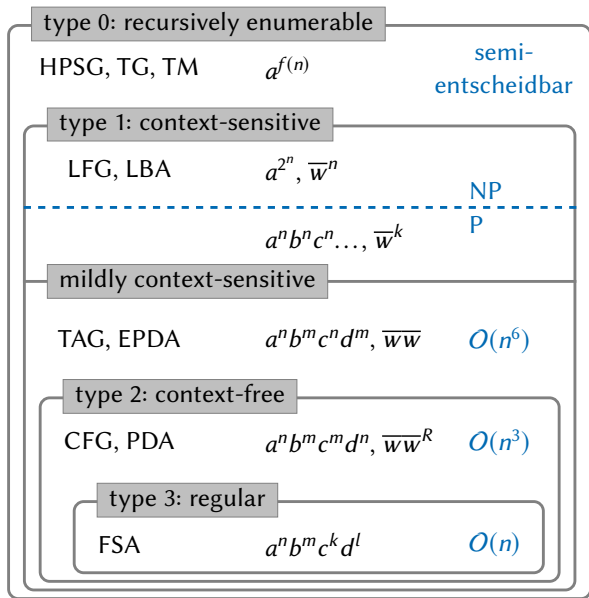 type 0: recursively enumerable
HPSG, TG, TM a^{f(n)} semi-
entscheidbar
type 1: context-sensitive
LFG, LBA a^{2^n}, w̅^n
NP
P
a^n b^n c^n ..., w̅^k
mildly context-sensitive
TAG, EPDA a^n b^m c^n d^m, w̅w̅ O(n^6)
type 2: context-free
CFG, PDA a^n b^m c^m d^n, w̅w̅^R O(n^3)
type 3: regular
FSA a^n b^m c^k d^l O(n)